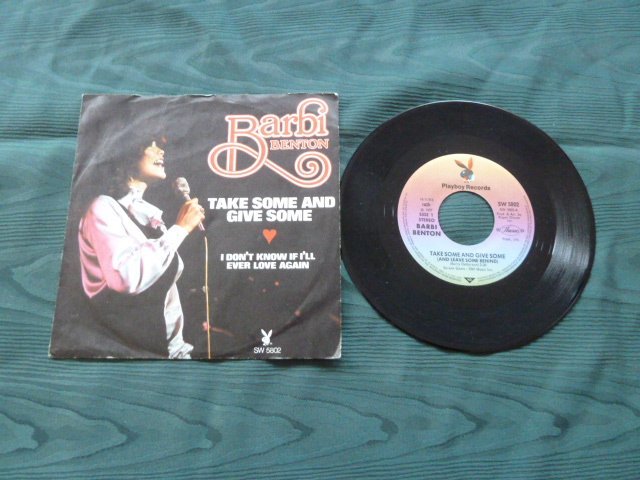 Barbi
BENTON
TAKE SOME AND
GIVE SOME
I DON'T KNOW IF I'LL
EVER LOVE AGAIN
SW 5802
Playboy Records
SW 5802
SIDE 1
STEREO
BARBI
BENTON
TAKE SOME AND GIVE SOME
(AND LEAVE SOME BEHIND)